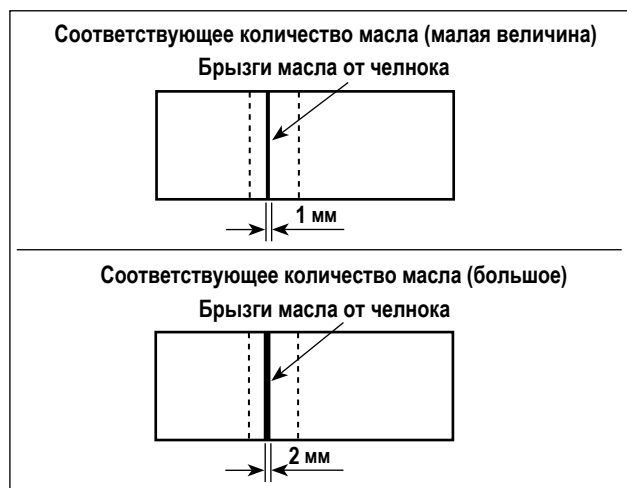 Соответствующее количество масла (малая величина)
Брызги масла от челнока
1 мм
Соответствующее количество масла (большое)
Брызги масла от челнока
2 мм